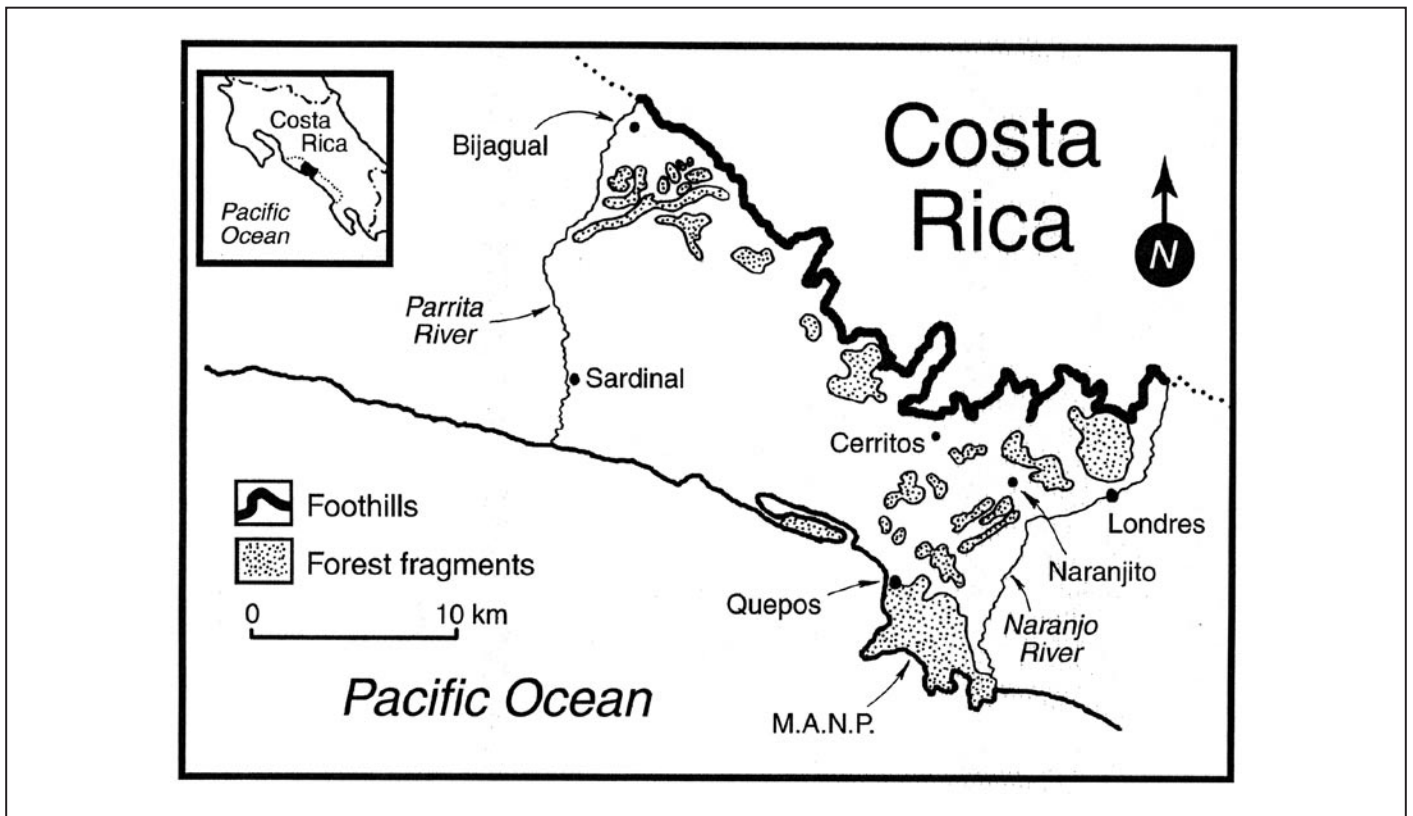 Costa
Rica
Pacific
Ocean
Bijagual
Costa
Rica
N
Parrita
River
Sardinal
Cerritos
Londres
Naranjito
Quepos
Naranjo
River
M.A.N.P.
Foothills
Forest fragments
0 10 km
Pacific Ocean